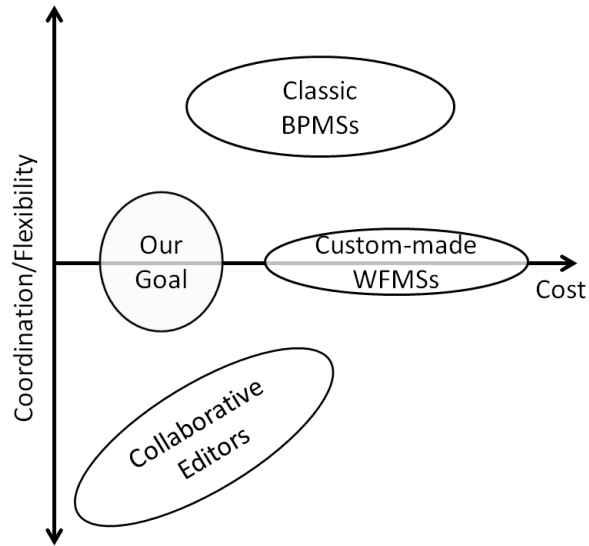 Classic
BPMSs
Coordination/Flexibility
Our
Goal
Custom-made
WFMSs
Cost
Collaborative
Editors